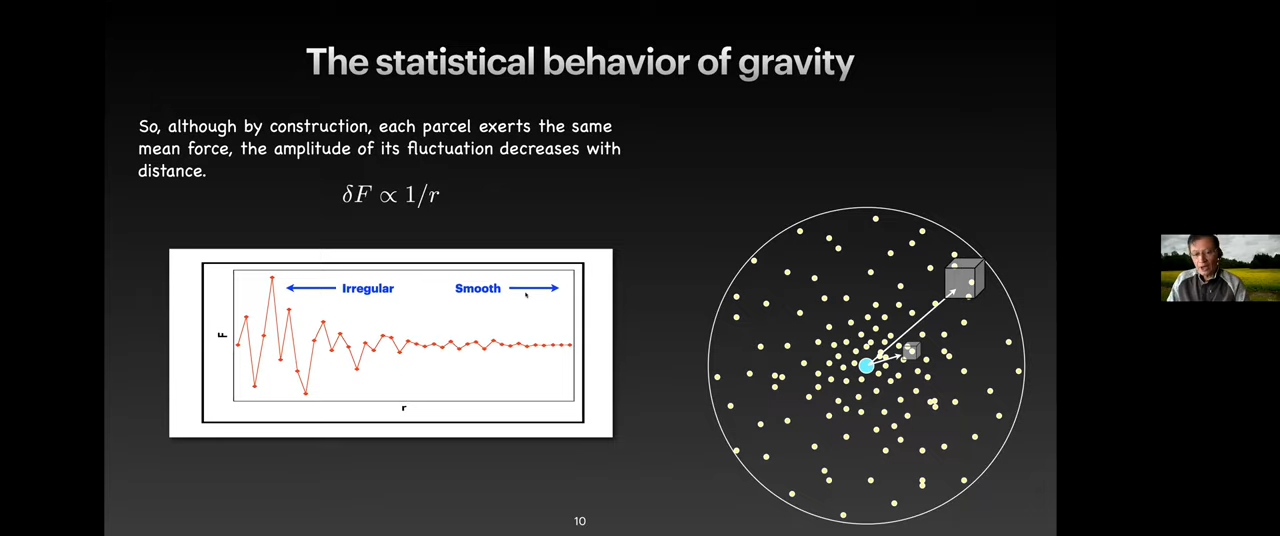 The statistical behavior of gravity
So, although by construction, each parcel exerts the same
mean force, the amplitude of its fluctuation decreases with
distance.
δF ∝ 1/r
Irregular
Smooth
F
r
10